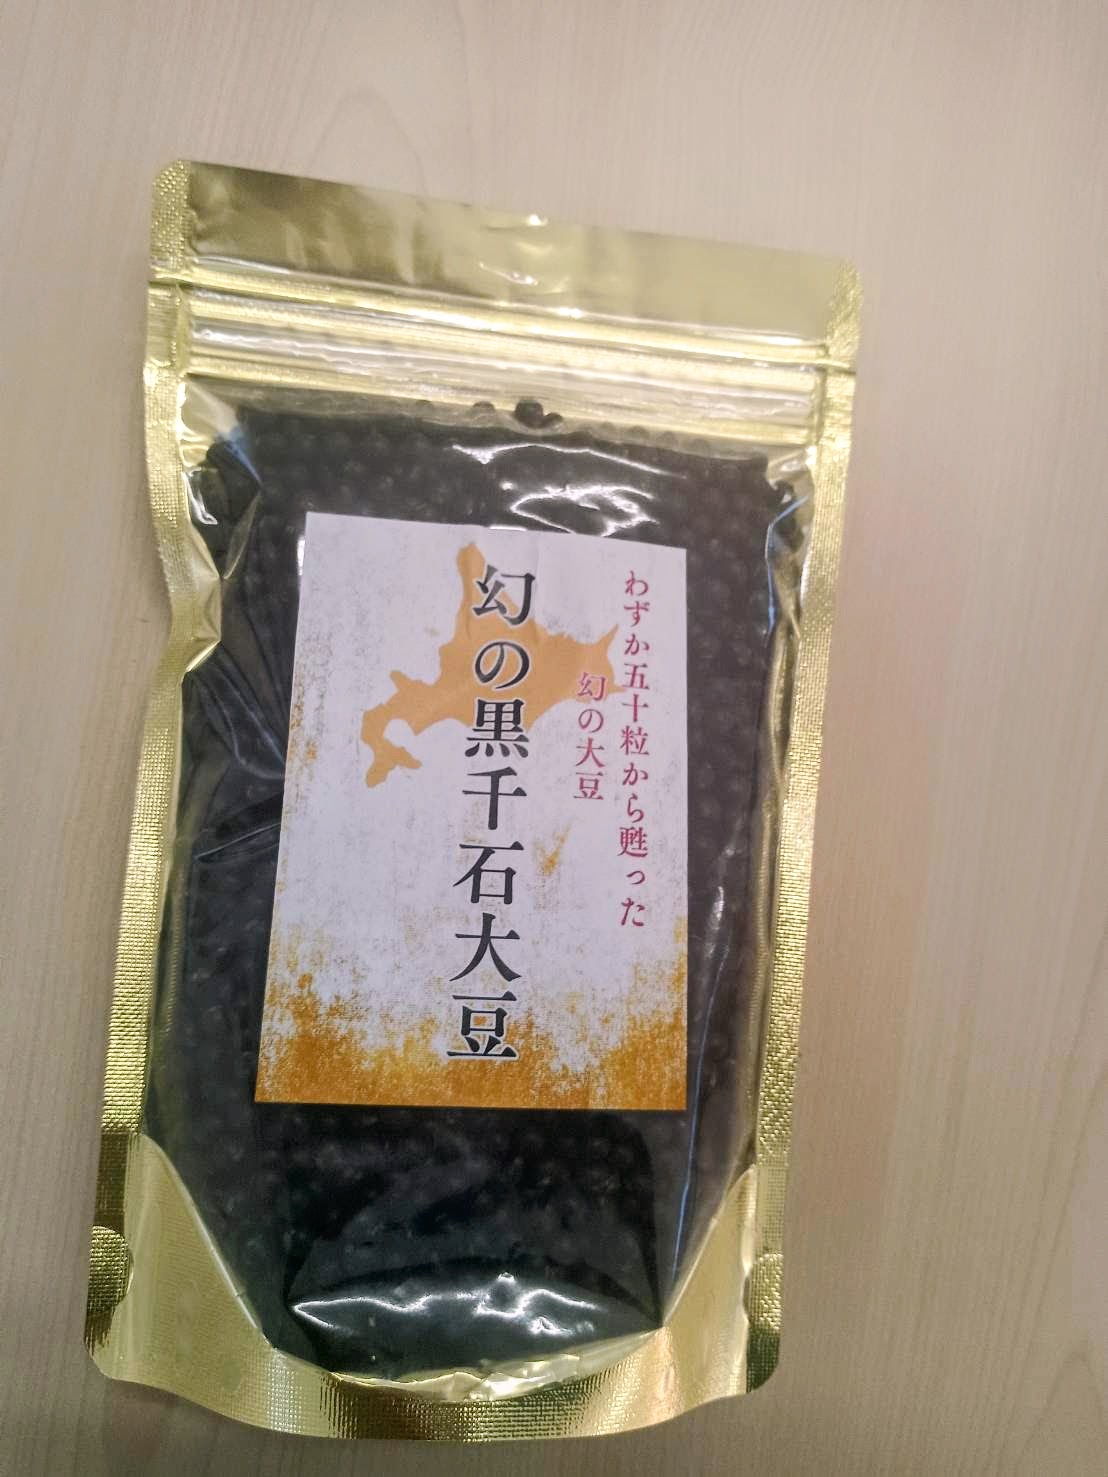 わずか五十粒から甦った
幻の大豆
幻の黒千石大豆